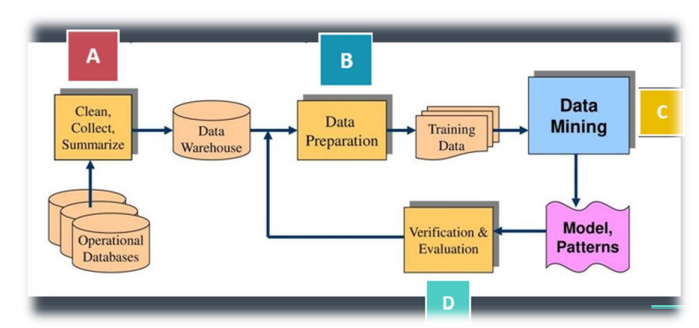 A
B
Clean,
Collect,
Summarize
Data
Warehouse
Data
Preparation
Training
Data
Data
Mining
C
Operational
Databases
Verification &
Evaluation
Model,
Patterns
D